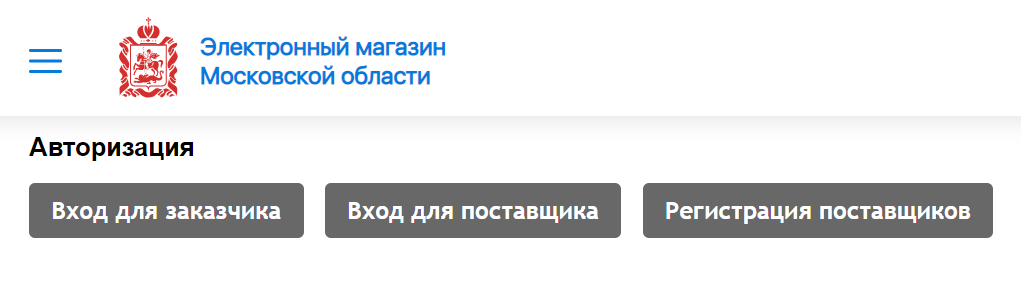 Электронный магазин
Московской области
Авторизация
Вход для заказчика
Вход для поставщика
Регистрация поставщиков